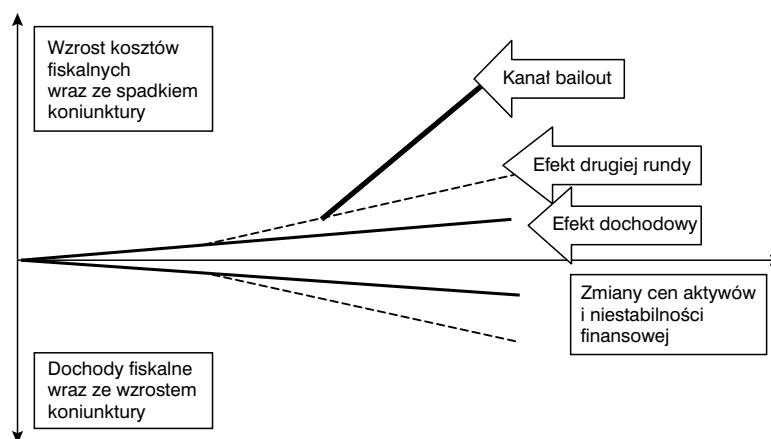 Wzrost kosztów
fiskalnych
wraz ze spadkiem
koniunktury
Kanał bailout
Efekt drugiej rundy
Efekt dochodowy
Zmiany cen aktywów
i niestabilności
finansowej
Dochody fiskalne
wraz ze wzrostem
koniunktury